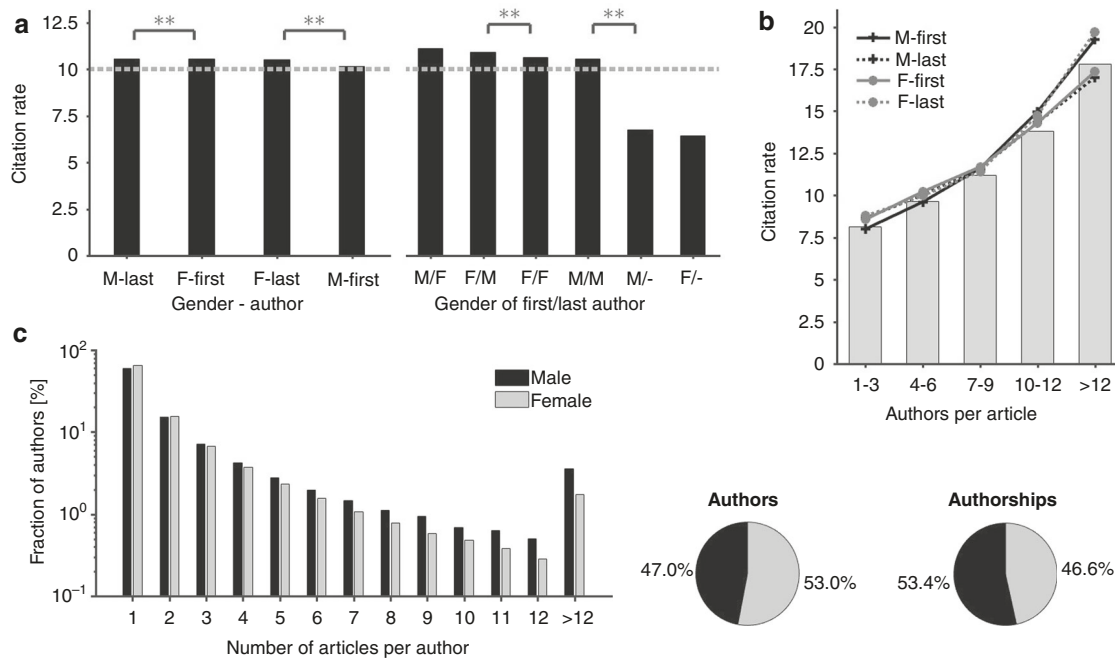 a
**
**
**
**
12.5
10
7.5
5
2.5
0
Citation rate
M-last
F-first
F-last
M-first
Gender - author
M/F
F/M
F/F
M/M
M/-
F/-
Gender of first/last author
b
20
17.5
15
12.5
10
7.5
5
2.5
0
Citation rate
M-first
M-last
F-first
F-last
1-3
4-6
7-9
10-12
>12
Authors per article
c
10²
10¹
10⁰
10⁻¹
Fraction of authors [%]
Male
Female
1
2
3
4
5
6
7
8
9
10
11
12
>12
Number of articles per author
Authors
47.0%
53.0%
Authorships
53.4%
46.6%